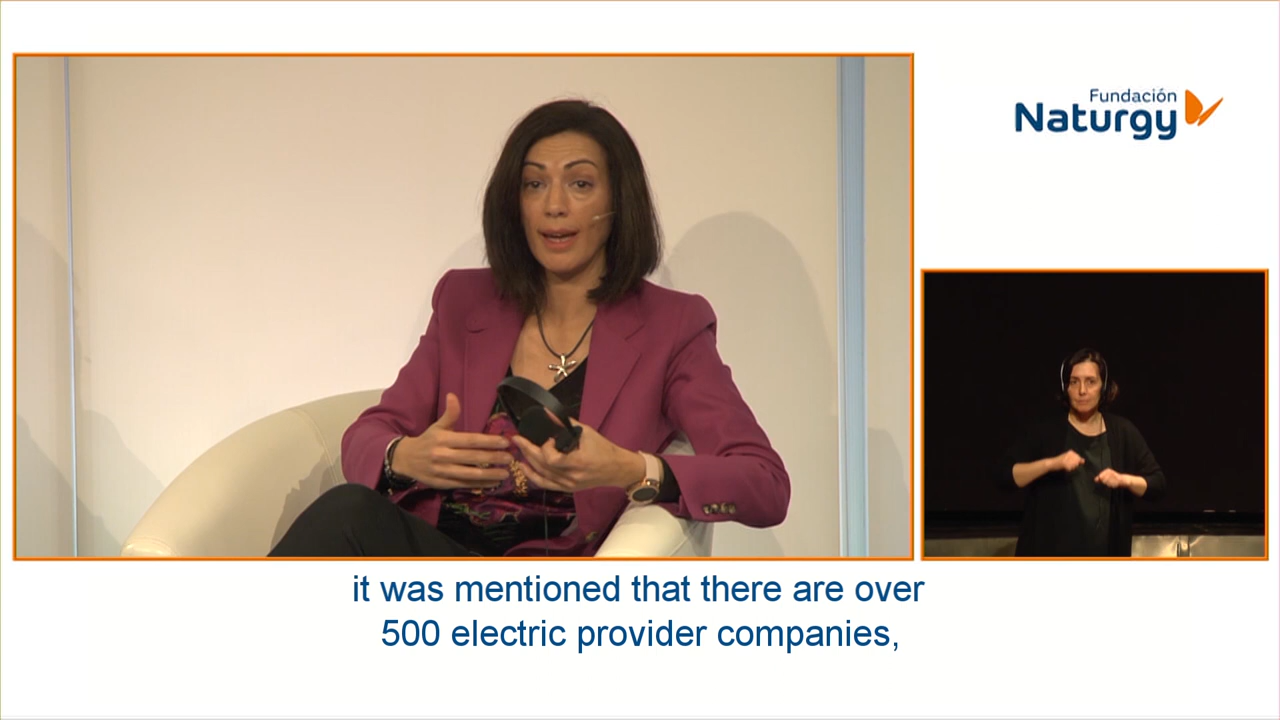 Fundación
Naturgy
it was mentioned that there are over
500 electric provider companies,